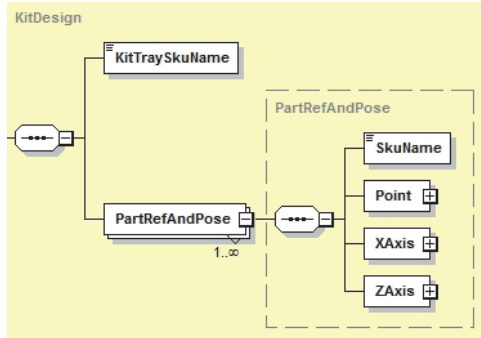 KitDesign
KitTraySkuName
PartRefAndPose
SkuName
PartRefAndPose
Point
XAxis
1..∞
ZAxis